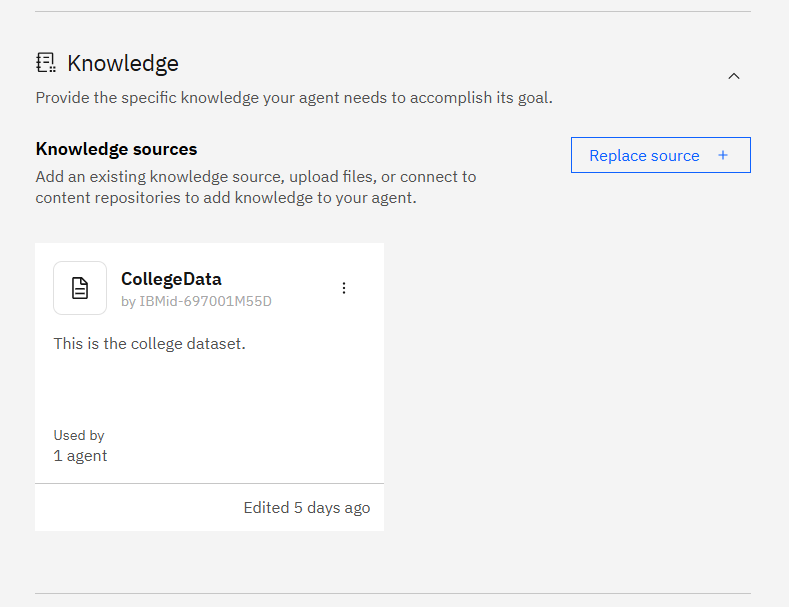 Knowledge
Provide the specific knowledge your agent needs to accomplish its goal.
Knowledge sources
Replace source +
Add an existing knowledge source, upload files, or connect to
content repositories to add knowledge to your agent.
CollegeData
by IBMid-697001M55D
This is the college dataset.
Used by
1 agent
Edited 5 days ago